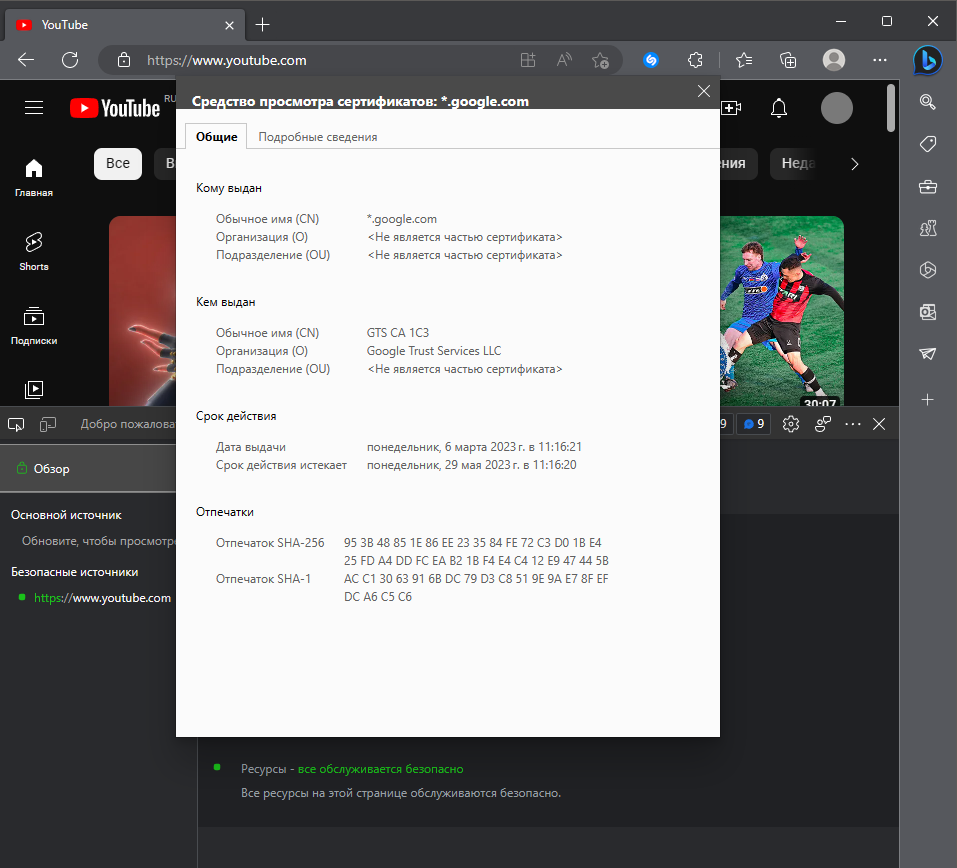 YouTube
https://www.youtube.com
YouTube
RU
Средство просмотра сертификатов: *.google.com
Общие
Подробные сведения
Все
Главная
Shorts
Подписки
Кому выдан
Обычное имя (CN) *.google.com
Организация (O) <Не является частью сертификата>
Подразделение (OU) <Не является частью сертификата>
Кем выдан
Обычное имя (CN) GTS CA 1C3
Организация (O) Google Trust Services LLC
Подразделение (OU) <Не является частью сертификата>
Срок действия
Дата выдачи понедельник, 6 марта 2023 г. в 11:16:21
Срок действия истекает понедельник, 29 мая 2023 г. в 11:16:20
Отпечатки
Отпечаток SHA-256 95 3B 48 85 1E 86 EE 23 35 84 FE 72 C3 D0 1B E4
25 FD A4 DD FC EA B2 1B F4 E4 C4 12 E9 47 44 5B
Отпечаток SHA-1 AC C1 30 63 91 6B DC 79 D3 C8 51 9E 9A E7 8F EF
DC A6 C5 C6
30:07
Добро
9
9
Обзор
Основной источник
Обновите, чтобы
Безопасные источники
https://www.youtube.com
Ресурсы - все обслуживается безопасно
Все ресурсы на этой странице обслуживаются безопасно.